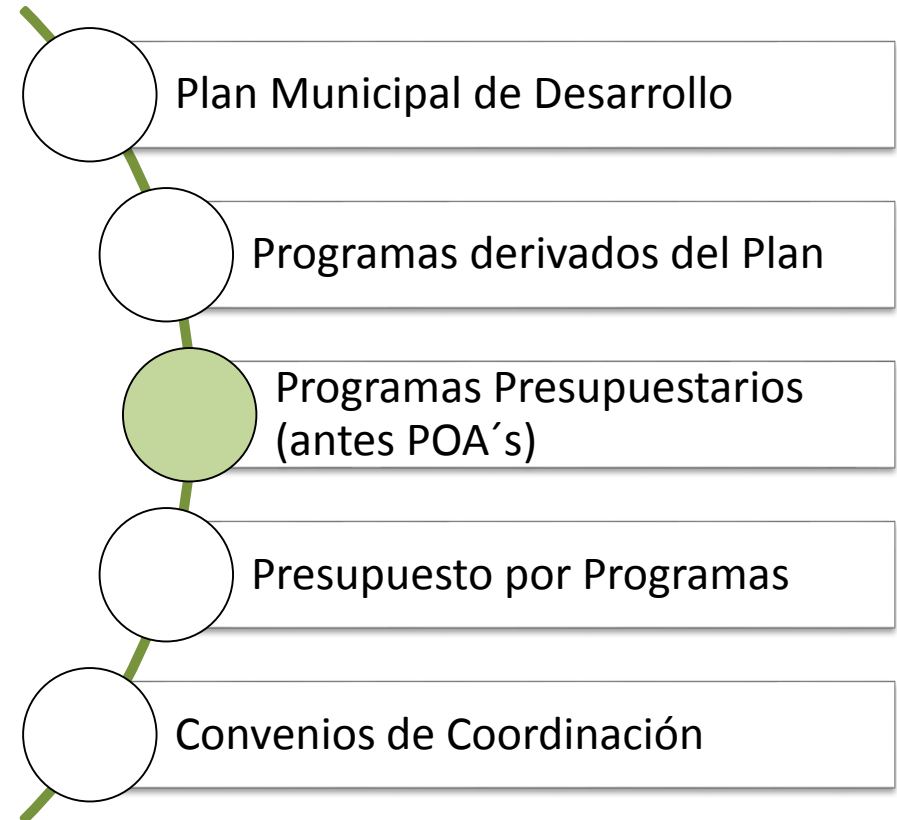 Plan Municipal de Desarrollo
Programas derivados del Plan
Programas Presupuestarios
(antes POA´s)
Presupuesto por Programas
Convenios de Coordinación